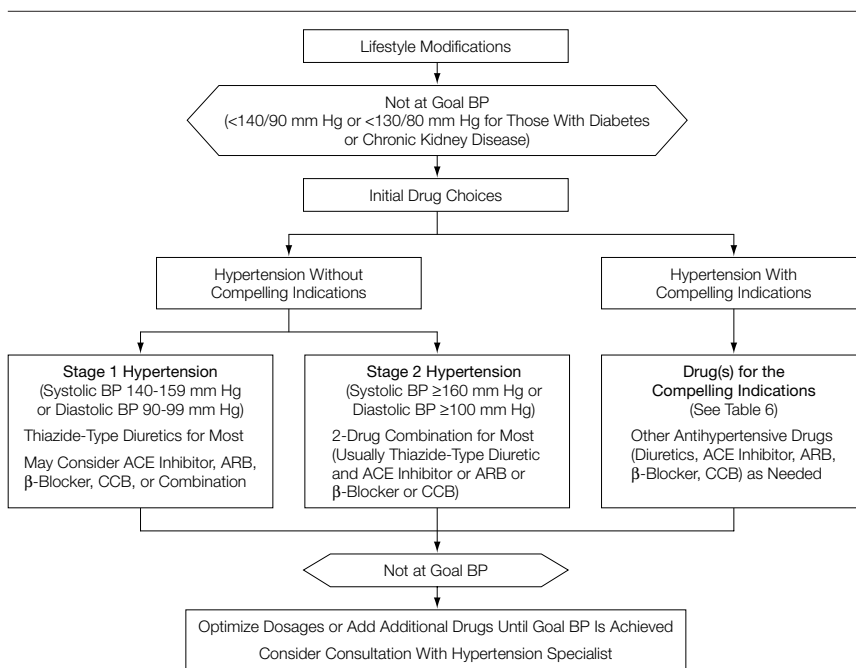 Lifestyle Modifications
Not at Goal BP
(<140/90 mm Hg or <130/80 mm Hg for Those With Diabetes
or Chronic Kidney Disease)
Initial Drug Choices
Hypertension Without
Compelling Indications
Hypertension With
Compelling Indications
Stage 1 Hypertension
(Systolic BP 140-159 mm Hg
or Diastolic BP 90-99 mm Hg)
Thiazide-Type Diuretics for Most
May Consider ACE Inhibitor, ARB,
β-Blocker, CCB, or Combination
Stage 2 Hypertension
(Systolic BP ≥160 mm Hg or
Diastolic BP ≥100 mm Hg)
2-Drug Combination for Most
(Usually Thiazide-Type Diuretic
and ACE Inhibitor or ARB or
β-Blocker or CCB)
Drug(s) for the
Compelling Indications
(See Table 6)
Other Antihypertensive Drugs
(Diuretics, ACE Inhibitor, ARB,
β-Blocker, CCB) as Needed
Not at Goal BP
Optimize Dosages or Add Additional Drugs Until Goal BP Is Achieved
Consider Consultation With Hypertension Specialist